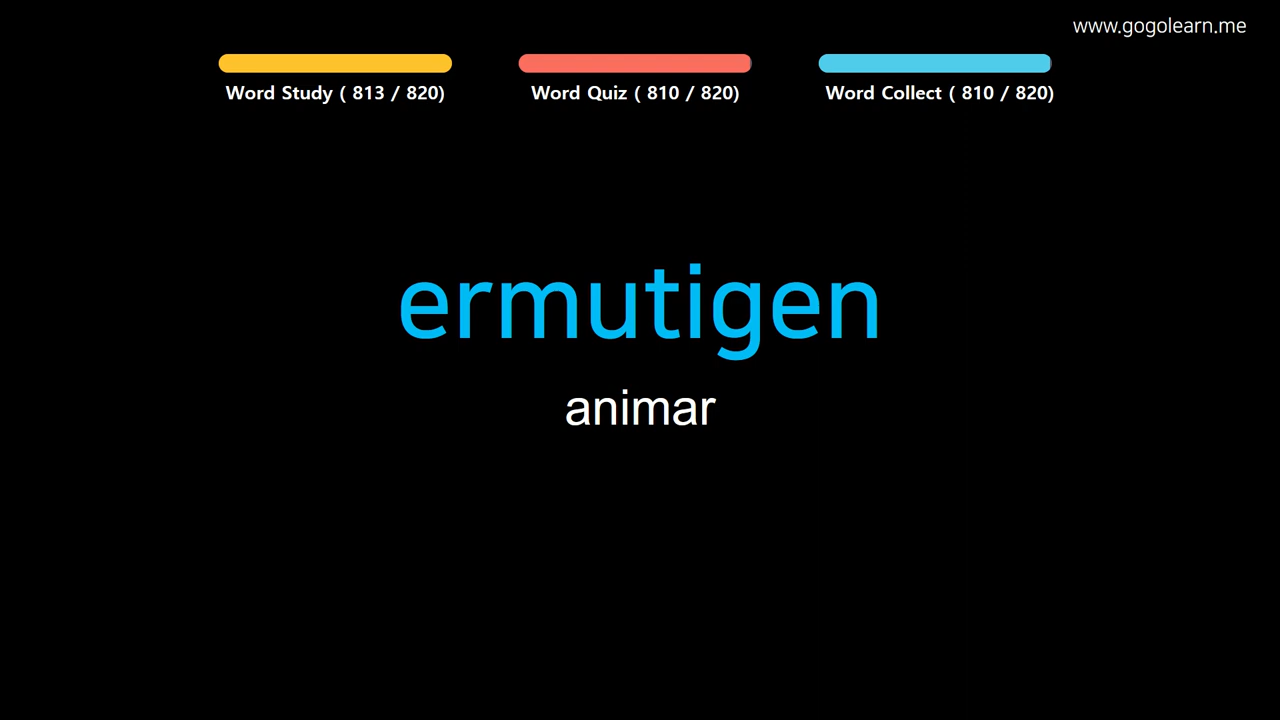 www.gogolearn.me
Word Study ( 813 / 820)
Word Quiz ( 810 / 820)
Word Collect ( 810 / 820)
ermutigen
animar